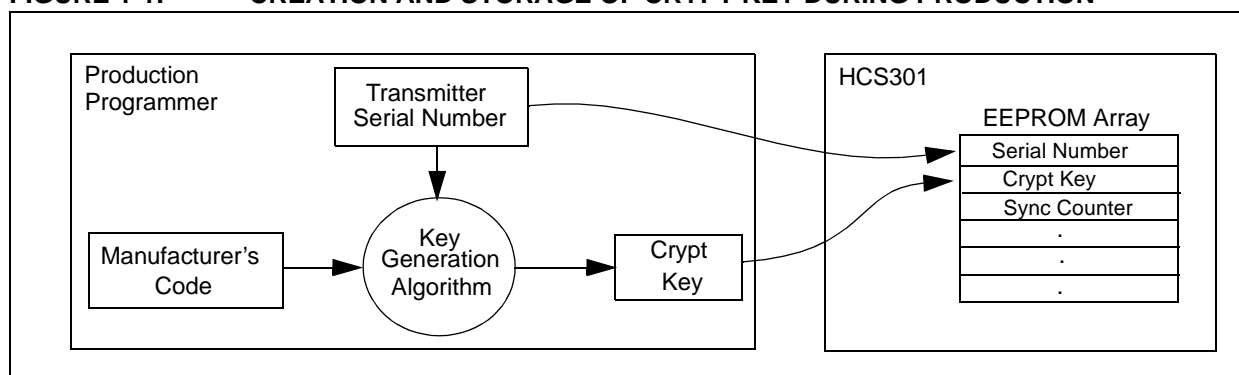 Production
Programmer
Transmitter
Serial Number
Manufacturer's
Code
Key
Generation
Algorithm
Crypt
Key
HCS301
EEPROM Array
Serial Number
Crypt Key
Sync Counter
.
.
.